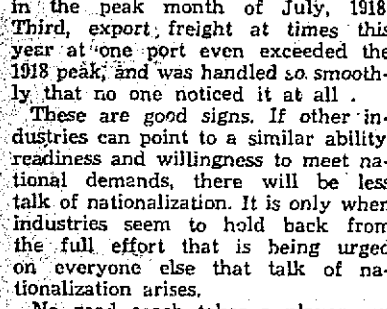 in the peak month of July, 1918
Third, export freight at times this
year at one port even exceeded the
1918 peak, and was handled so smooth-
ly that no one noticed it at all .
These are good signs. If other in-
dustries can point to a similar ability
readiness and willingness to meet na-
tional demands, there will be less
talk of nationalization. It is only when
industries seem to hold back from
the full effort that is being urged
on everyone else that talk of na-
tionalization arises.